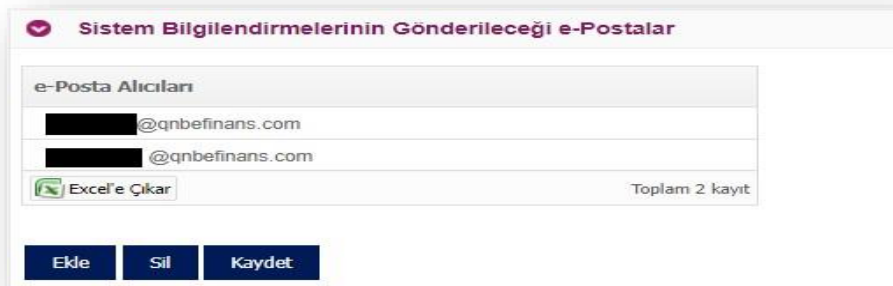 Sistem Bilgilendirmelerinin Gönderileceği e-Postalar
e-Posta Alıcıları
@qnbefinans.com
@qnbefinans.com
Excel'e Çıkar Toplam 2 kayıt
Ekle Sil Kaydet